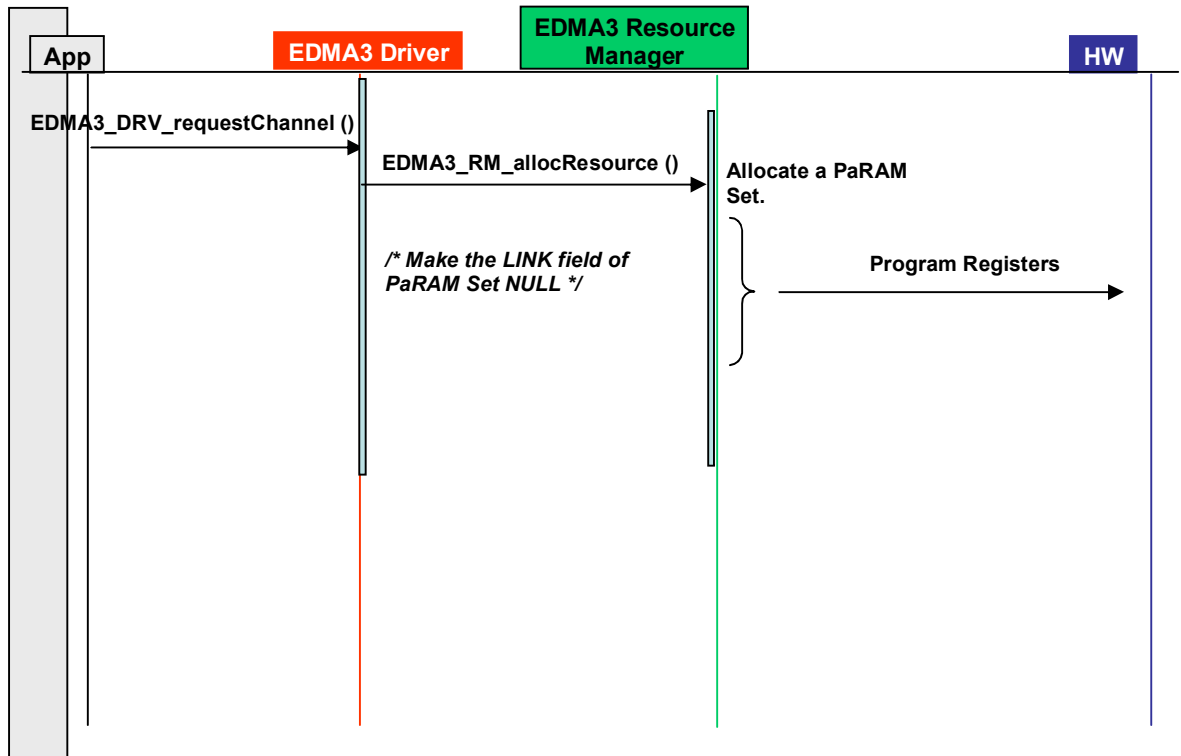 App
EDMA3 Driver
EDMA3 Resource
Manager
HW
EDMA3_DRV_requestChannel ()
EDMA3_RM_allocResource ()
Allocate a PaRAM
Set.
/* Make the LINK field of
PaRAM Set NULL */
Program Registers